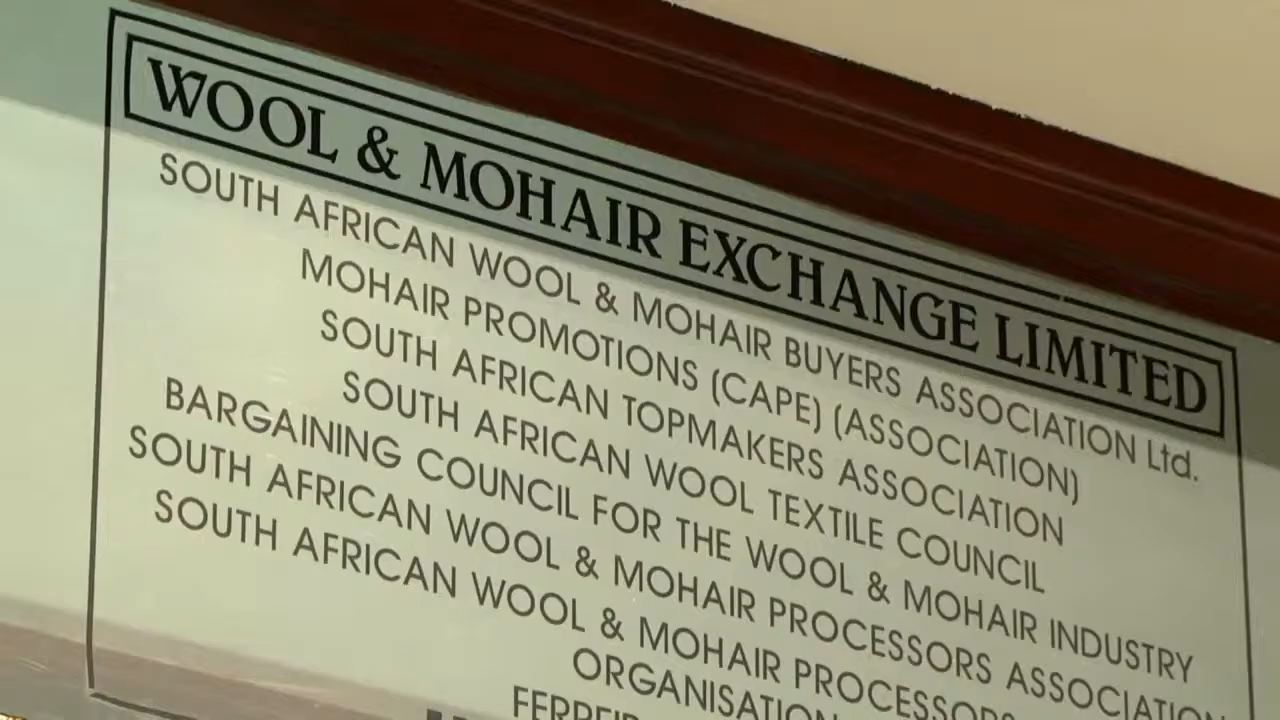 WOOL & MOHAIR EXCHANGE LIMITED
SOUTH AFRICAN WOOL & MOHAIR BUYERS ASSOCIATION Ltd.
MOHAIR PROMOTIONS (CAPE) (ASSOCIATION)
SOUTH AFRICAN TOPMAKERS ASSOCIATION
SOUTH AFRICAN WOOL TEXTILE COUNCIL
BARGAINING COUNCIL FOR THE WOOL & MOHAIR INDUSTRY
SOUTH AFRICAN WOOL & MOHAIR PROCESSORS ASSOCIATION
SOUTH AFRICAN WOOL & MOHAIR PROCESSORS
ORGANISATION